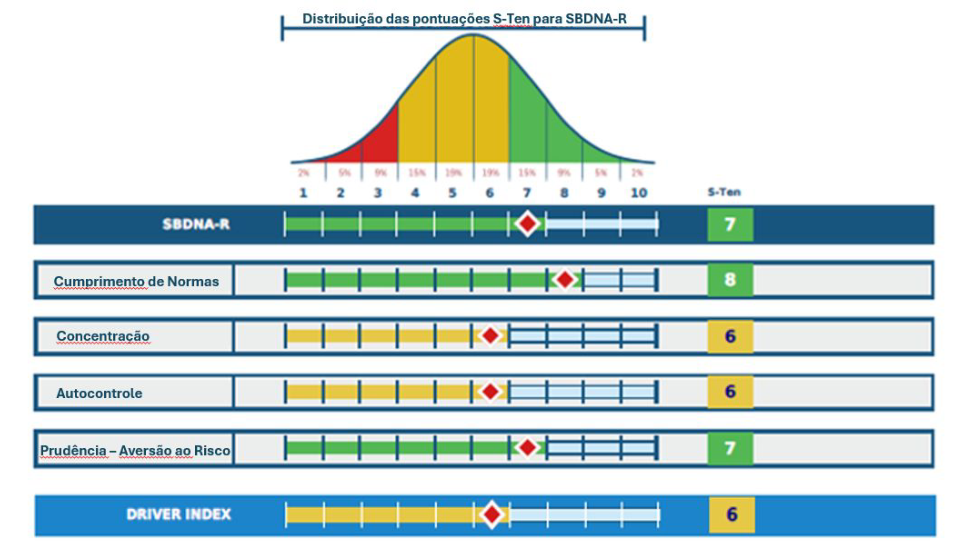 Distribuição das pontuações S-Ten para SBDNA-R
2% 5% 9% 15% 19% 19% 15% 9% 5% 2%
1 2 3 4 5 6 7 8 9 10 S-Ten
SBDNA-R 7
Cumprimento de Normas 8
Concentração 6
Autocontrole 6
Prudência – Aversão ao Risco 7
DRIVER INDEX 6